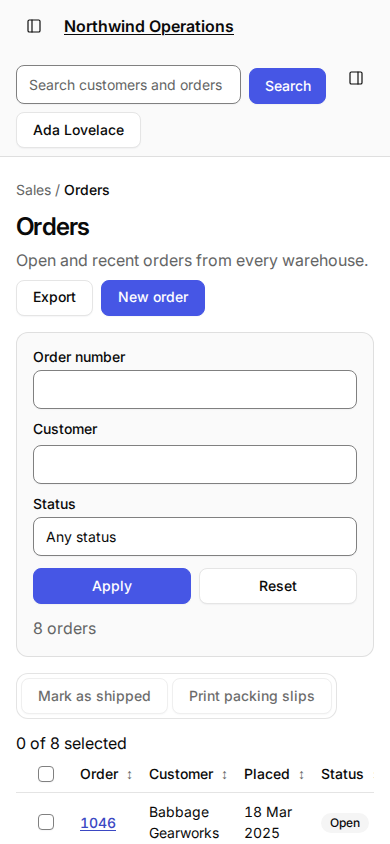 Northwind Operations
Search customers and orders
Search
Ada Lovelace
Sales / Orders
Orders
Open and recent orders from every warehouse.
Export
New order
Order number
Customer
Status
Any status
Apply
Reset
8 orders
Mark as shipped
Print packing slips
0 of 8 selected
Order ↕ Customer ↕ Placed ↕ Status
1046
Babbage
Gearworks
18 Mar
2025
Open